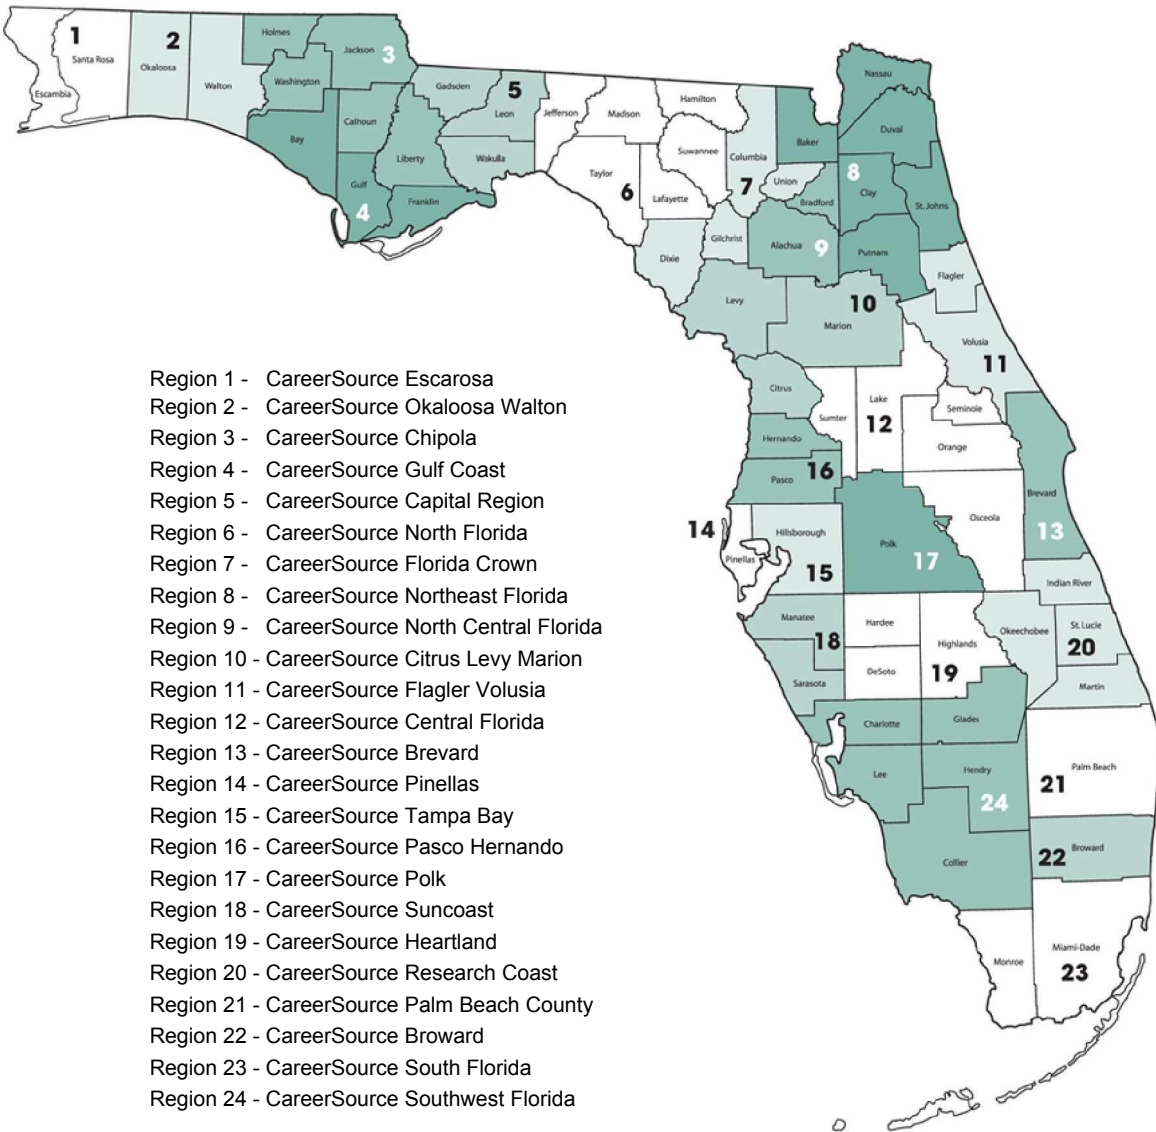 1
Santa Rosa
Escambia
2
Okaloosa
Walton
Holmes
Jackson
3
Washington
Bay
Calhoun
Gulf
4
Liberty
Franklin
Gadsden
5
Leon
Wakulla
Jefferson
Madison
Hamilton
Taylor
6
Lafayette
Suwannee
Columbia
7
Union
Gilchrist
Dixie
Baker
Nassau
Duval
8
Clay
St. Johns
Putnam
Bradford
Alachua
9
Levy
10
Marion
Citrus
Flagler
Volusia
11
Sumter
Lake
12
Seminole
Orange
Osceola
Brevard
13
Hernando
Pasco
16
14
Pinellas
Hillsborough
15
Polk
17
Manatee
18
Sarasota
Hardee
DeSoto
Highlands
19
Indian River
Okeechobee
St. Lucie
20
Martin
Charlotte
Glades
Lee
Hendry
24
Collier
Palm Beach
21
22
Broward
Monroe
Miami-Dade
23
Region 1 - CareerSource Escarosa
Region 2 - CareerSource Okaloosa Walton
Region 3 - CareerSource Chipola
Region 4 - CareerSource Gulf Coast
Region 5 - CareerSource Capital Region
Region 6 - CareerSource North Florida
Region 7 - CareerSource Florida Crown
Region 8 - CareerSource Northeast Florida
Region 9 - CareerSource North Central Florida
Region 10 - CareerSource Citrus Levy Marion
Region 11 - CareerSource Flagler Volusia
Region 12 - CareerSource Central Florida
Region 13 - CareerSource Brevard
Region 14 - CareerSource Pinellas
Region 15 - CareerSource Tampa Bay
Region 16 - CareerSource Pasco Hernando
Region 17 - CareerSource Polk
Region 18 - CareerSource Suncoast
Region 19 - CareerSource Heartland
Region 20 - CareerSource Research Coast
Region 21 - CareerSource Palm Beach County
Region 22 - CareerSource Broward
Region 23 - CareerSource South Florida
Region 24 - CareerSource Southwest Florida